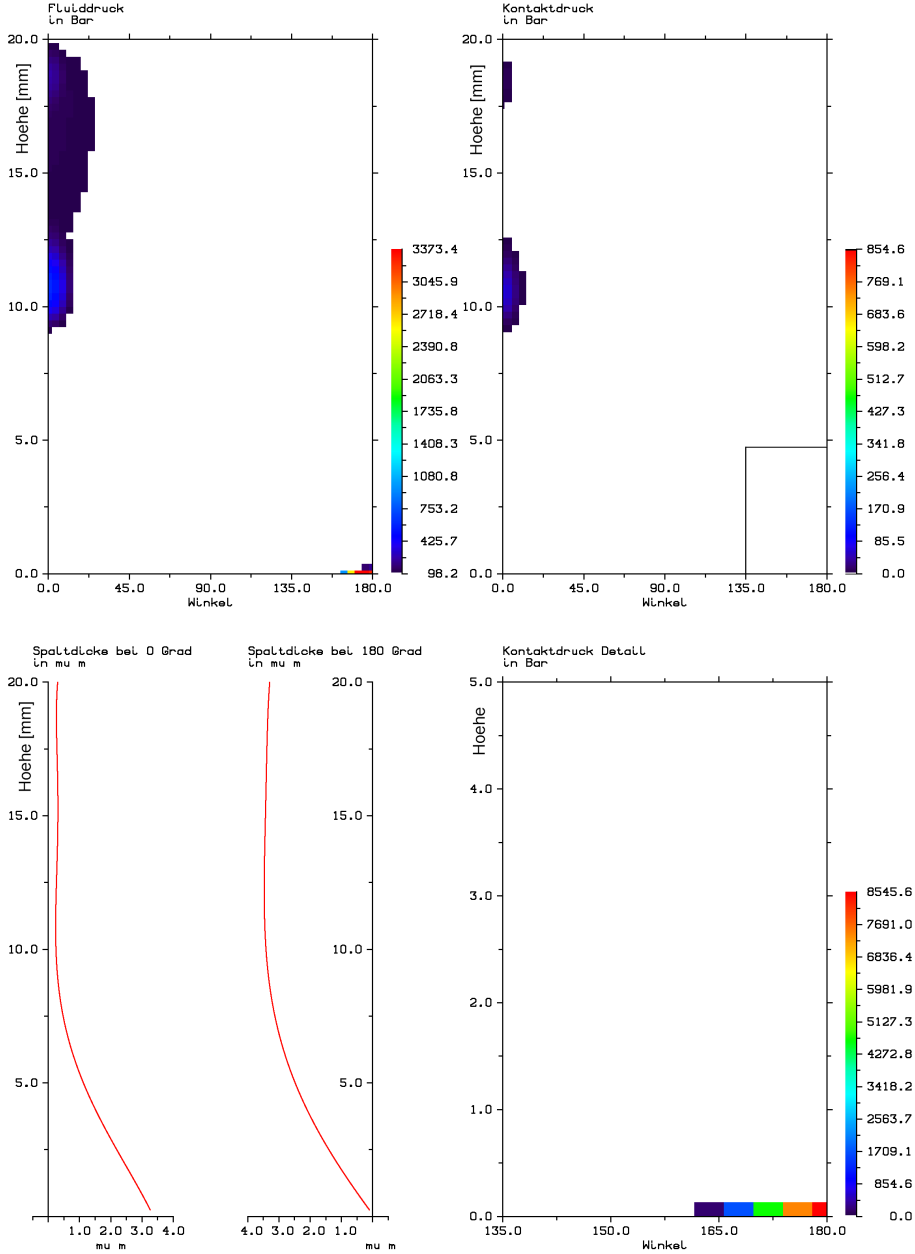 Fluiddruck
in Bar
20.0
15.0
10.0
5.0
0.0
Hoehe [mm]
0.0 45.0 90.0 135.0 180.0
Winkel
3373.4
3045.9
2718.4
2390.8
2063.3
1735.8
1408.3
1080.8
753.2
425.7
98.2
Kontaktdruck
in Bar
20.0
15.0
10.0
5.0
0.0
Hoehe [mm]
0.0 45.0 90.0 135.0 180.0
Winkel
854.6
769.1
683.6
598.2
512.7
427.3
341.8
256.4
170.9
85.5
0.0
Spaltdicke bei 0 Grad
in mu m
20.0
15.0
10.0
5.0
Hoehe [mm]
1.0 2.0 3.0 4.0
mu m
Spaltdicke bei 180 Grad
in mu m
20.0
15.0
10.0
5.0
4.0 3.0 2.0 1.0
mu m
Kontaktdruck Detail
in Bar
5.0
4.0
3.0
2.0
1.0
0.0
Hoehe
135.0 150.0 165.0 180.0
Winkel
8545.6
7691.0
6836.4
5981.9
5127.3
4272.8
3418.2
2563.7
1709.1
854.6
0.0